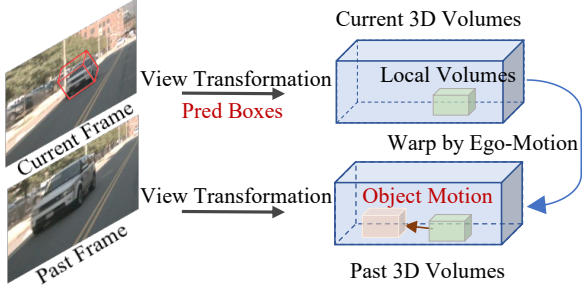 Current 3D Volumes
View Transformation
Pred Boxes
Local Volumes
Current Frame
Warp by Ego-Motion
View Transformation
Object Motion
Past Frame
Past 3D Volumes